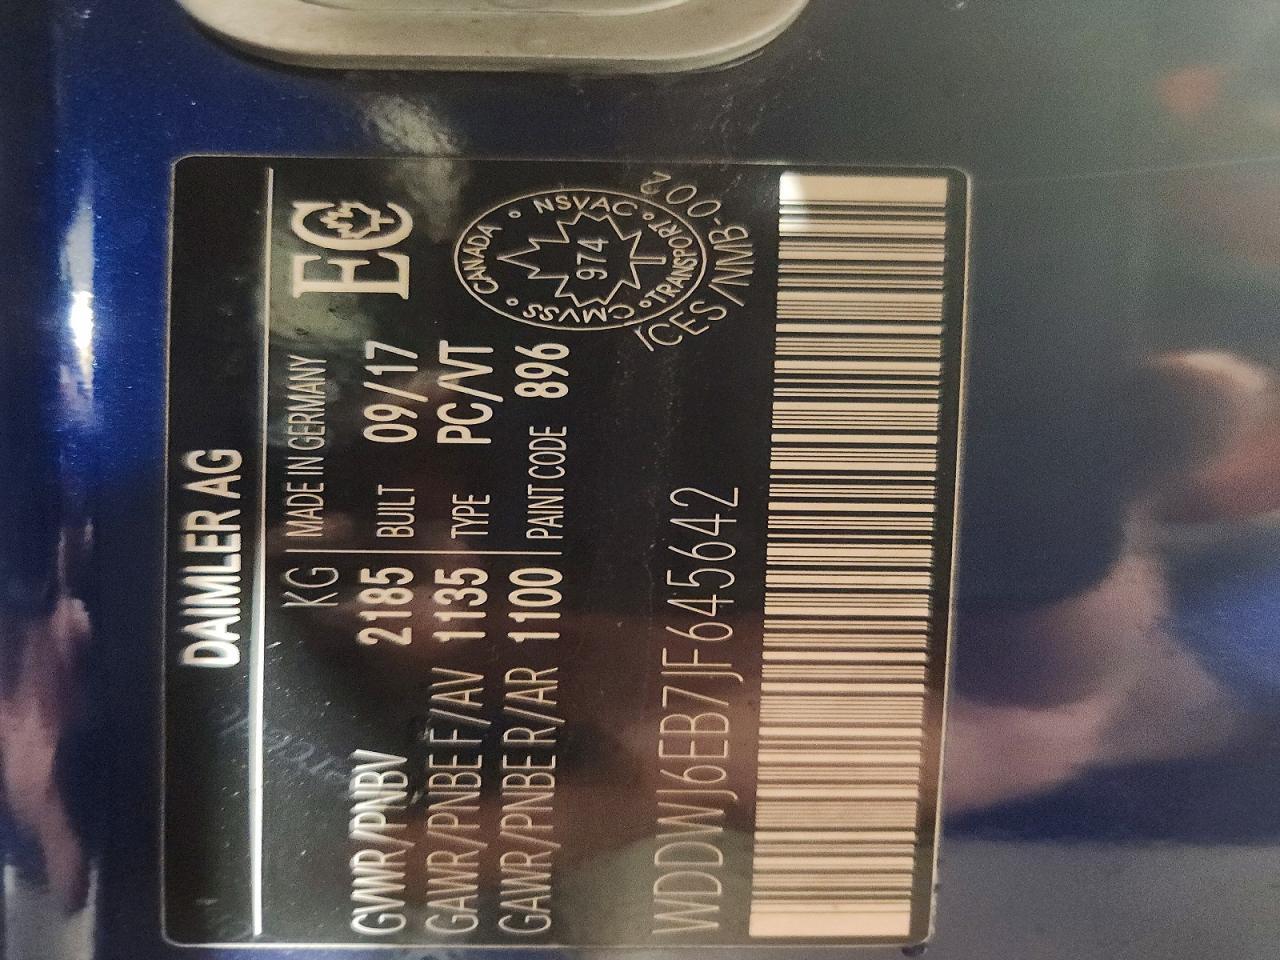 DAIMLER AG
KG MADE IN GERMANY
EC
GVWR/PNBV 2185 BUILT 09/17
GAWR/PNBE F/AV 1135 TYPE PC/VT
GAWR/PNBE R/AR 1100 PAINT CODE 896
CANADA ° NSVAC ° TRANSPORT ° CMVSS °
974
ICES/NMB-002
WDDWJ6EB7JF645642